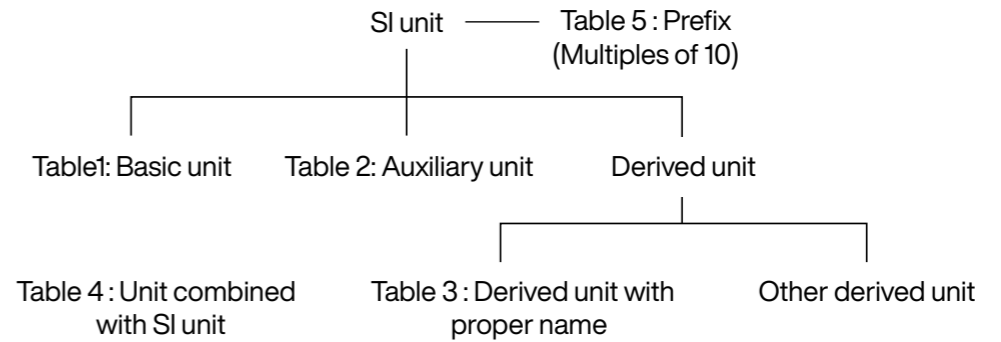 SI unit
Table 5 : Prefix
(Multiples of 10)
Table1: Basic unit
Table 2: Auxiliary unit
Derived unit
Table 4 : Unit combined
with SI unit
Table 3 : Derived unit with
proper name
Other derived unit